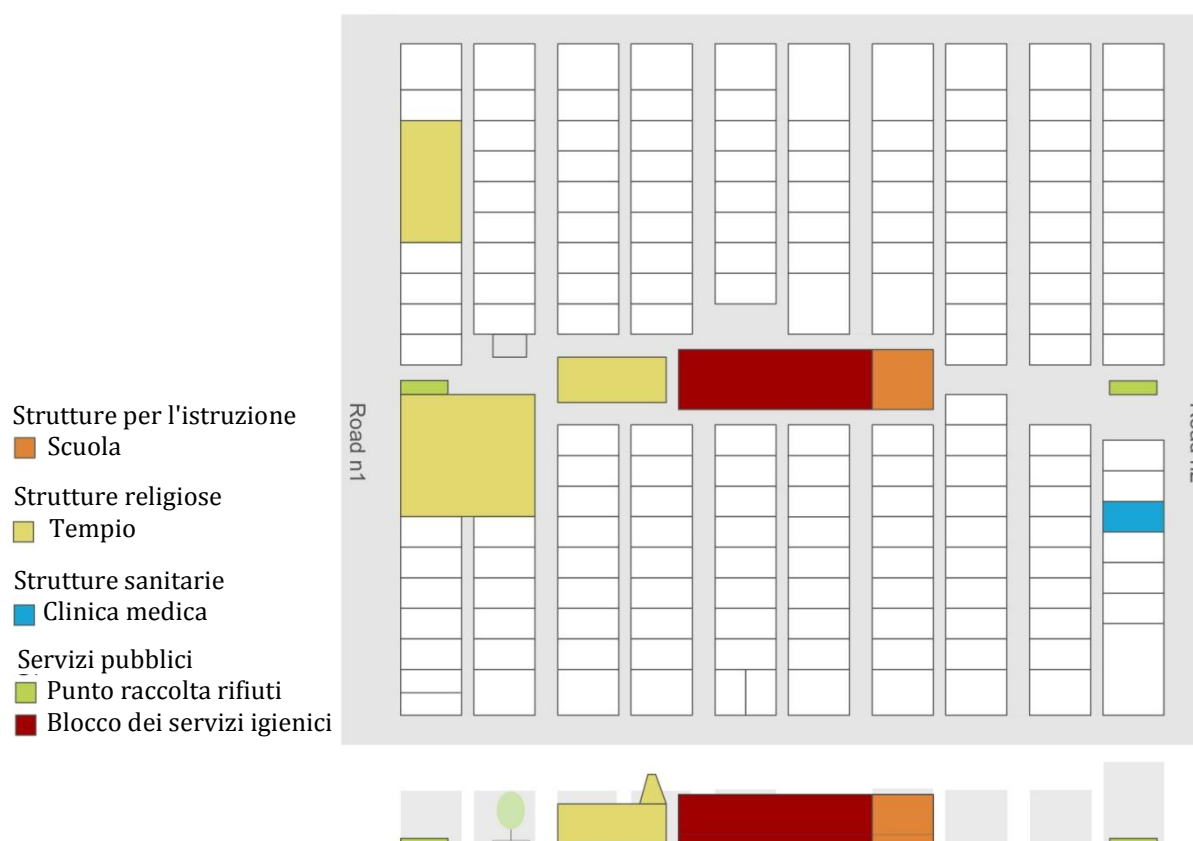 Strutture per l'istruzione
Scuola
Strutture religiose
Tempio
Strutture sanitarie
Clinica medica
Servizi pubblici
Punto raccolta rifiuti
Blocco dei servizi igienici
Road n1